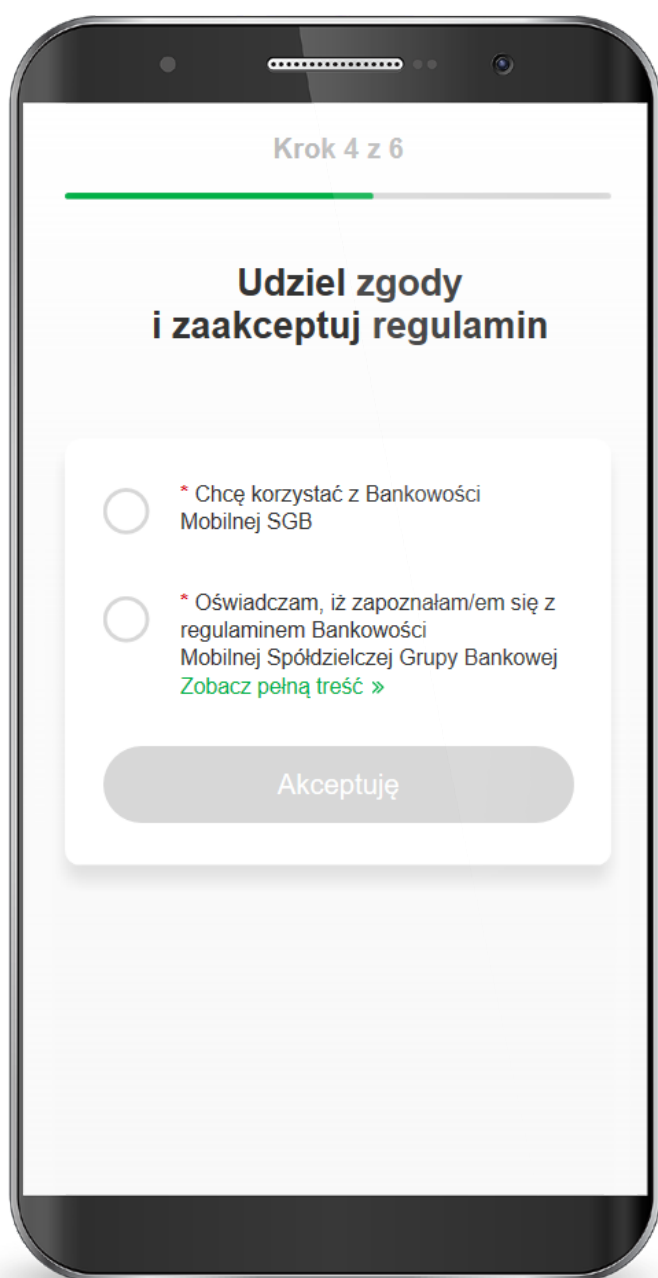 Krok 4 z 6
Udziel zgody
i zaakceptuj regulamin
* Chcę korzystać z Bankowości
Mobilnej SGB
* Oświadczam, iż zapoznałam/em się z
regulaminem Bankowości
Mobilnej Spółdzielczej Grupy Bankowej
Zobacz pełną treść »
Akceptuję